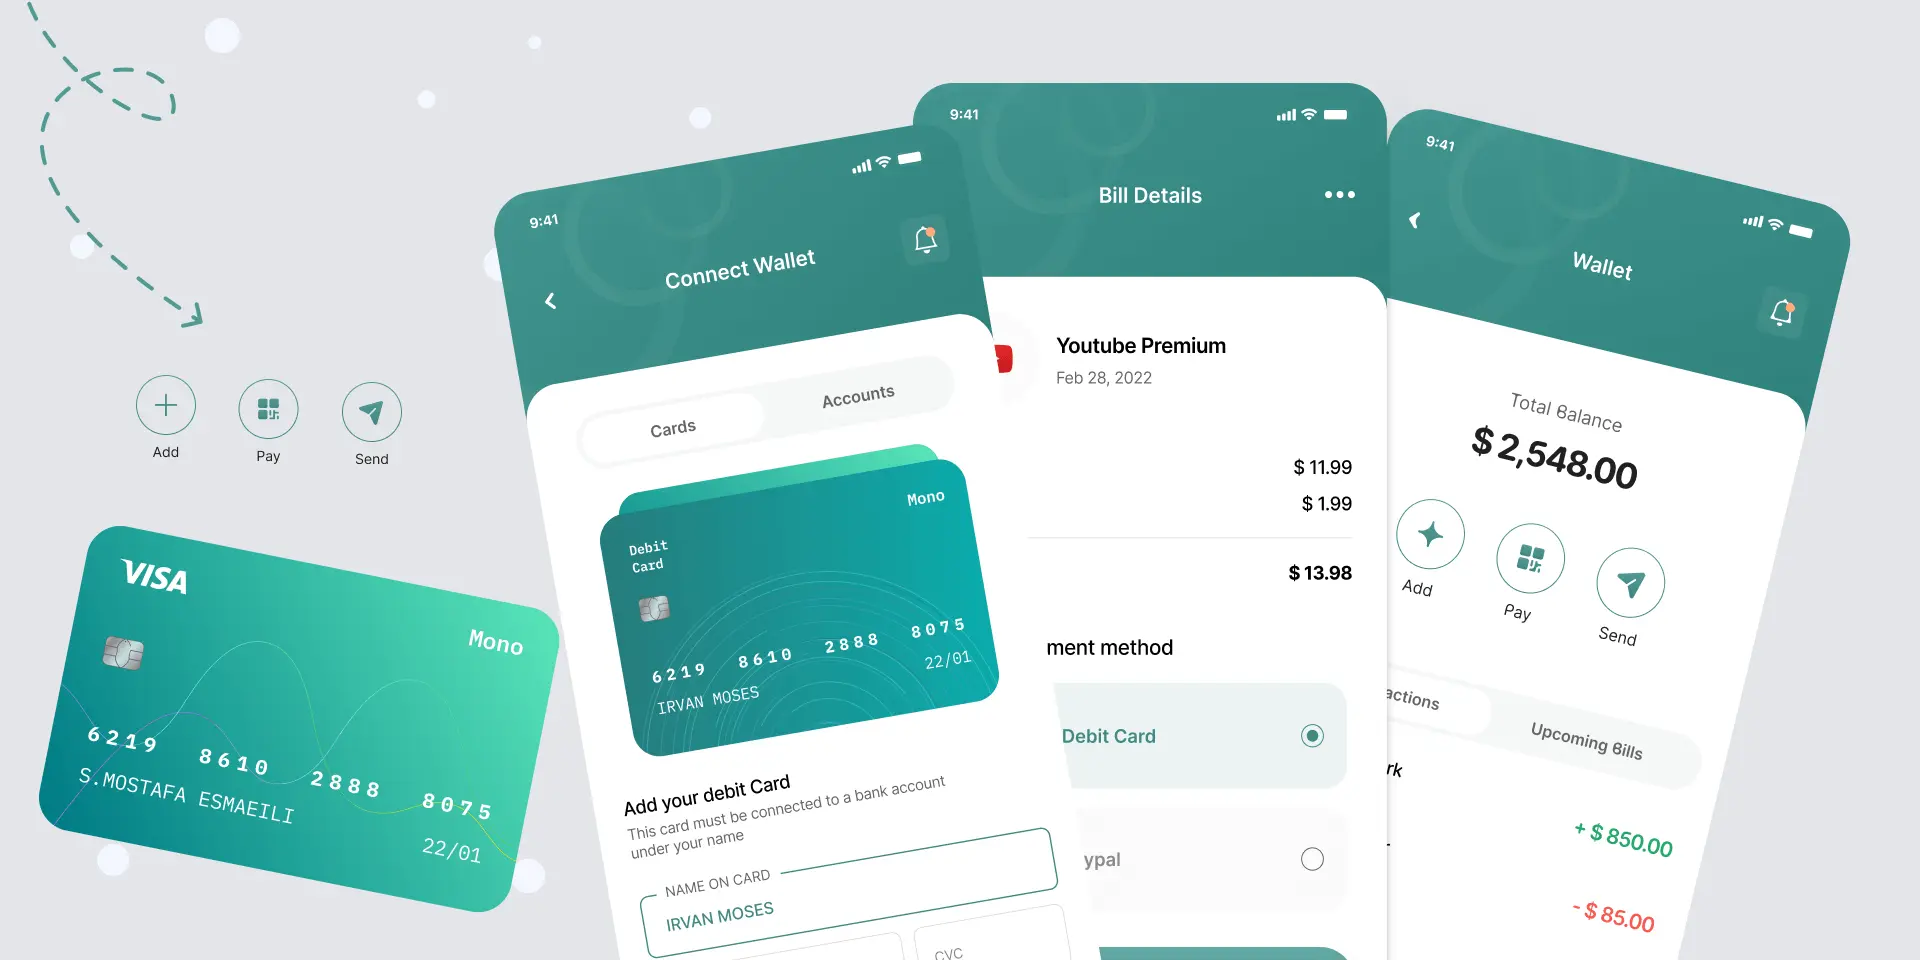 Add
Pay
Send
VISA
Mono
6219 8610 2888 8075
S.MOSTAFA ESMAEILI
22/01
9:41
Connect Wallet
Cards
Accounts
Mono
Debit
Card
6219 8610 2888 8075
IRVAN MOSES
22/01
Add your debit Card
This card must be connected to a bank account
under your name
NAME ON CARD
IRVAN MOSES
CVC
9:41
Bill Details
Youtube Premium
Feb 28, 2022
$ 11.99
$ 1.99
$ 13.98
ment method
Debit Card
ypal
9:41
Wallet
Total Balance
$ 2,548.00
Add
Pay
Send
actions
Upcoming Bills
rk
+ $ 850.00
- $ 85.00